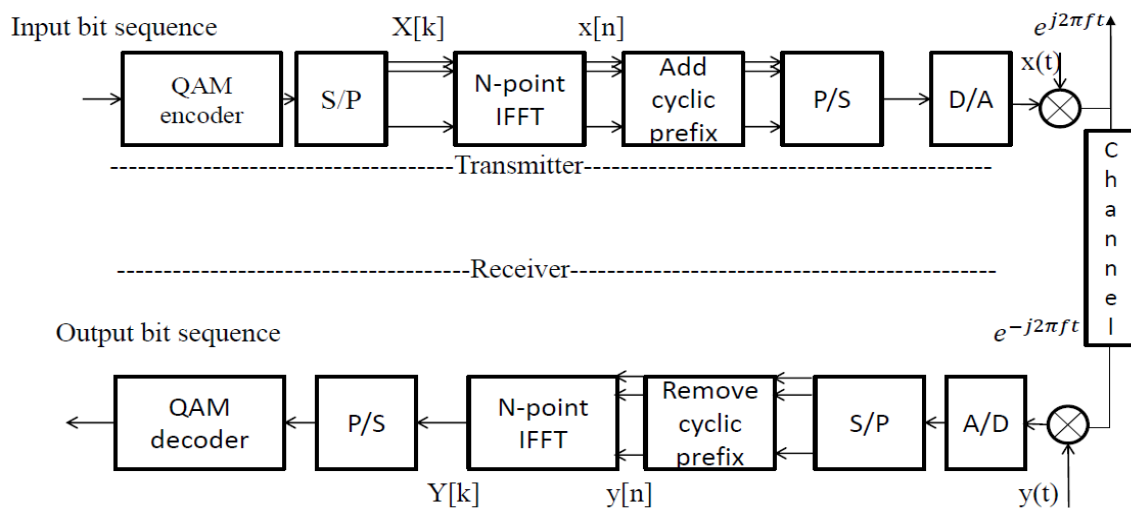 Input bit sequence
X[k]
x[n]
e^{j2πft}
x(t)
QAM
encoder
S/P
N-point
IFFT
Add
cyclic
prefix
P/S
D/A
Transmitter
Channel
Receiver
Output bit sequence
e^{-j2πft}
QAM
decoder
P/S
N-point
IFFT
Remove
cyclic
prefix
S/P
A/D
Y[k]
y[n]
y(t)